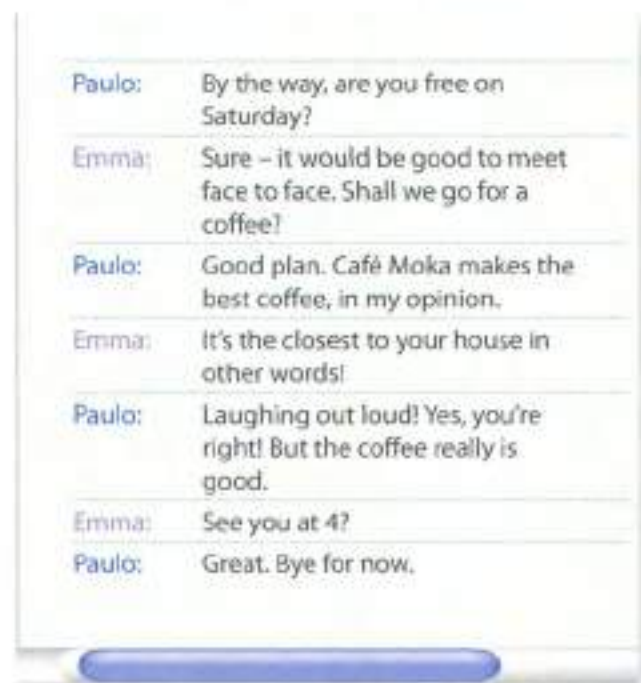 Paulo: By the way, are you free on
Saturday?
Emma: Sure – it would be good to meet
face to face. Shall we go for a
coffee?
Paulo: Good plan. Café Moka makes the
best coffee, in my opinion.
Emma: It's the closest to your house in
other words!
Paulo: Laughing out loud! Yes, you're
right! But the coffee really is
good.
Emma: See you at 4?
Paulo: Great. Bye for now.